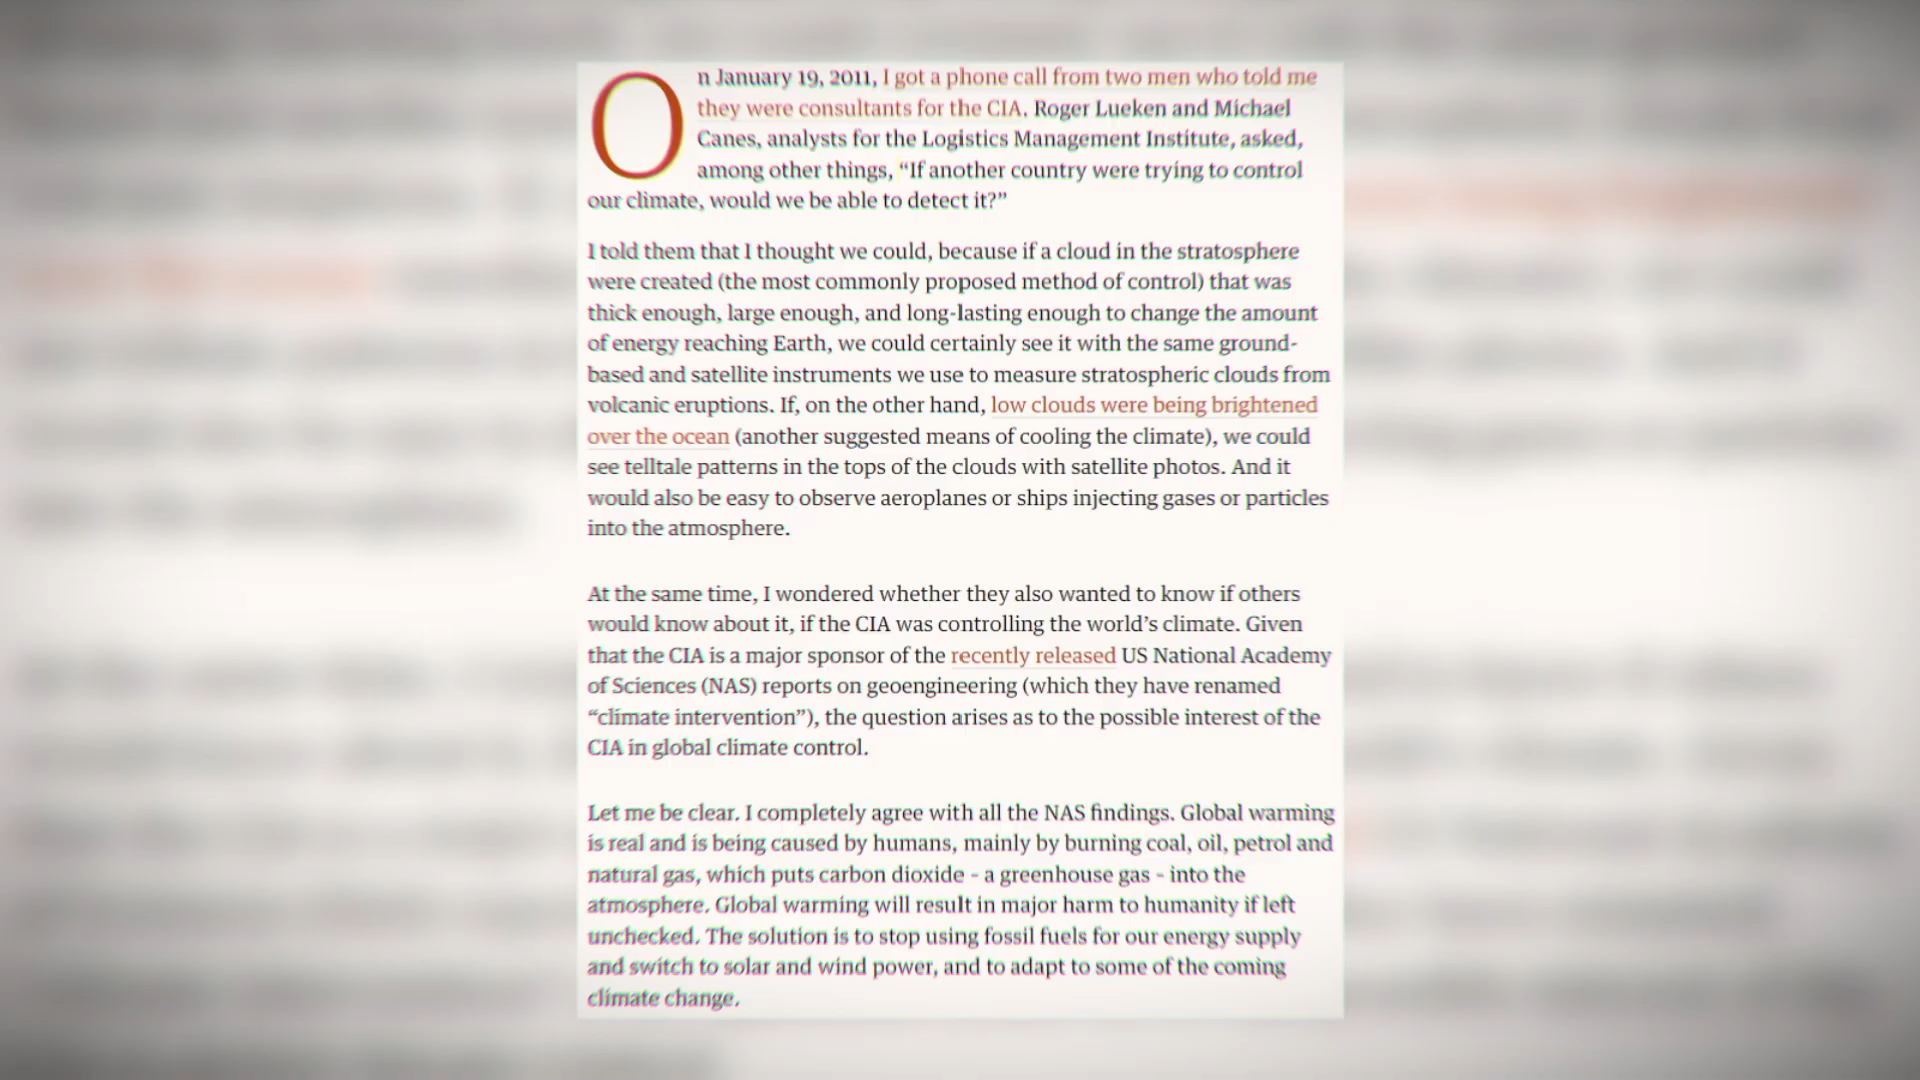 On January 19, 2011, I got a phone call from two men who told me
they were consultants for the CIA. Roger Lueken and Michael
Canes, analysts for the Logistics Management Institute, asked,
among other things, “If another country were trying to control
our climate, would we be able to detect it?”
I told them that I thought we could, because if a cloud in the stratosphere
were created (the most commonly proposed method of control) that was
thick enough, large enough, and long-lasting enough to change the amount
of energy reaching Earth, we could certainly see it with the same ground-
based and satellite instruments we use to measure stratospheric clouds from
volcanic eruptions. If, on the other hand, low clouds were being brightened
over the ocean (another suggested means of cooling the climate), we could
see telltale patterns in the tops of the clouds with satellite photos. And it
would also be easy to observe aeroplanes or ships injecting gases or particles
into the atmosphere.
At the same time, I wondered whether they also wanted to know if others
would know about it, if the CIA was controlling the world’s climate. Given
that the CIA is a major sponsor of the recently released US National Academy
of Sciences (NAS) reports on geoengineering (which they have renamed
“climate intervention”), the question arises as to the possible interest of the
CIA in global climate control.
Let me be clear. I completely agree with all the NAS findings. Global warming
is real and is being caused by humans, mainly by burning coal, oil, petrol and
natural gas, which puts carbon dioxide - a greenhouse gas - into the
atmosphere. Global warming will result in major harm to humanity if left
unchecked. The solution is to stop using fossil fuels for our energy supply
and switch to solar and wind power, and to adapt to some of the coming
climate change.